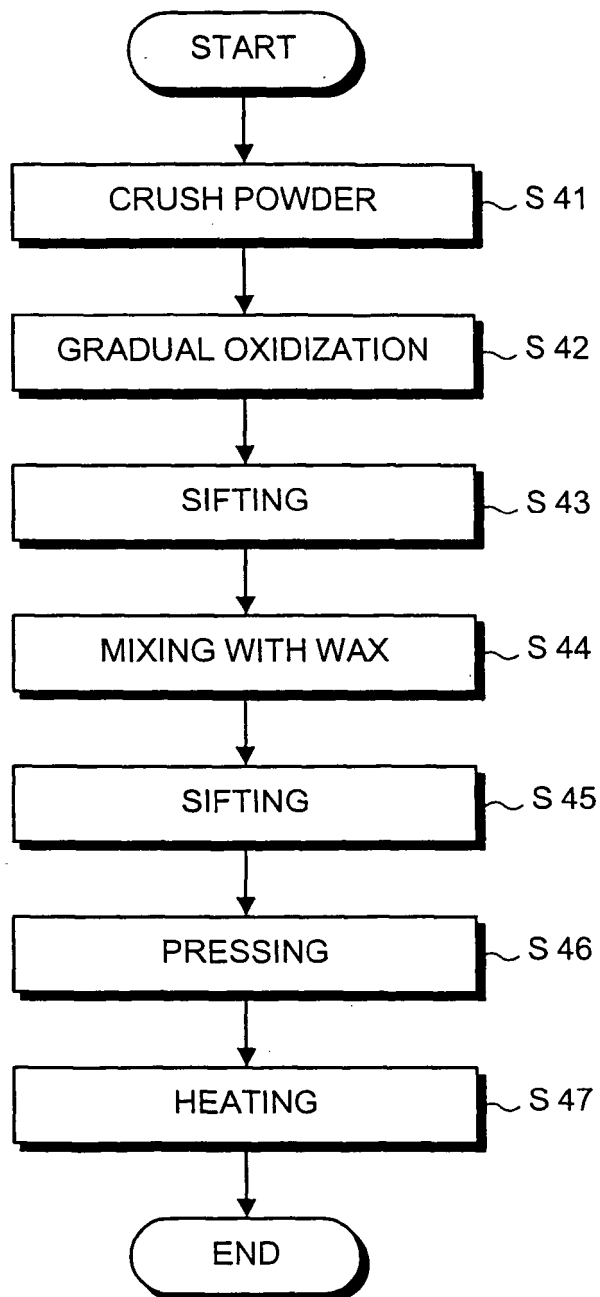 START
CRUSH POWDER S 41
GRADUAL OXIDIZATION S 42
SIFTING S 43
MIXING WITH WAX S 44
SIFTING S 45
PRESSING S 46
HEATING S 47
END